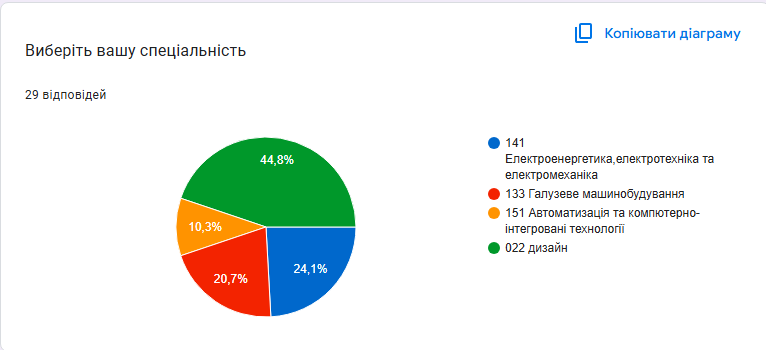 Копіювати діаграму
Виберіть вашу спеціальність
29 відповідей
44,8%
10,3%
20,7%
24,1%
141
Електроенергетика,електротехніка та
електромеханіка
133 Галузеве машинобудування
151 Автоматизація та компютерно-
інтегровані технології
022 дизайн